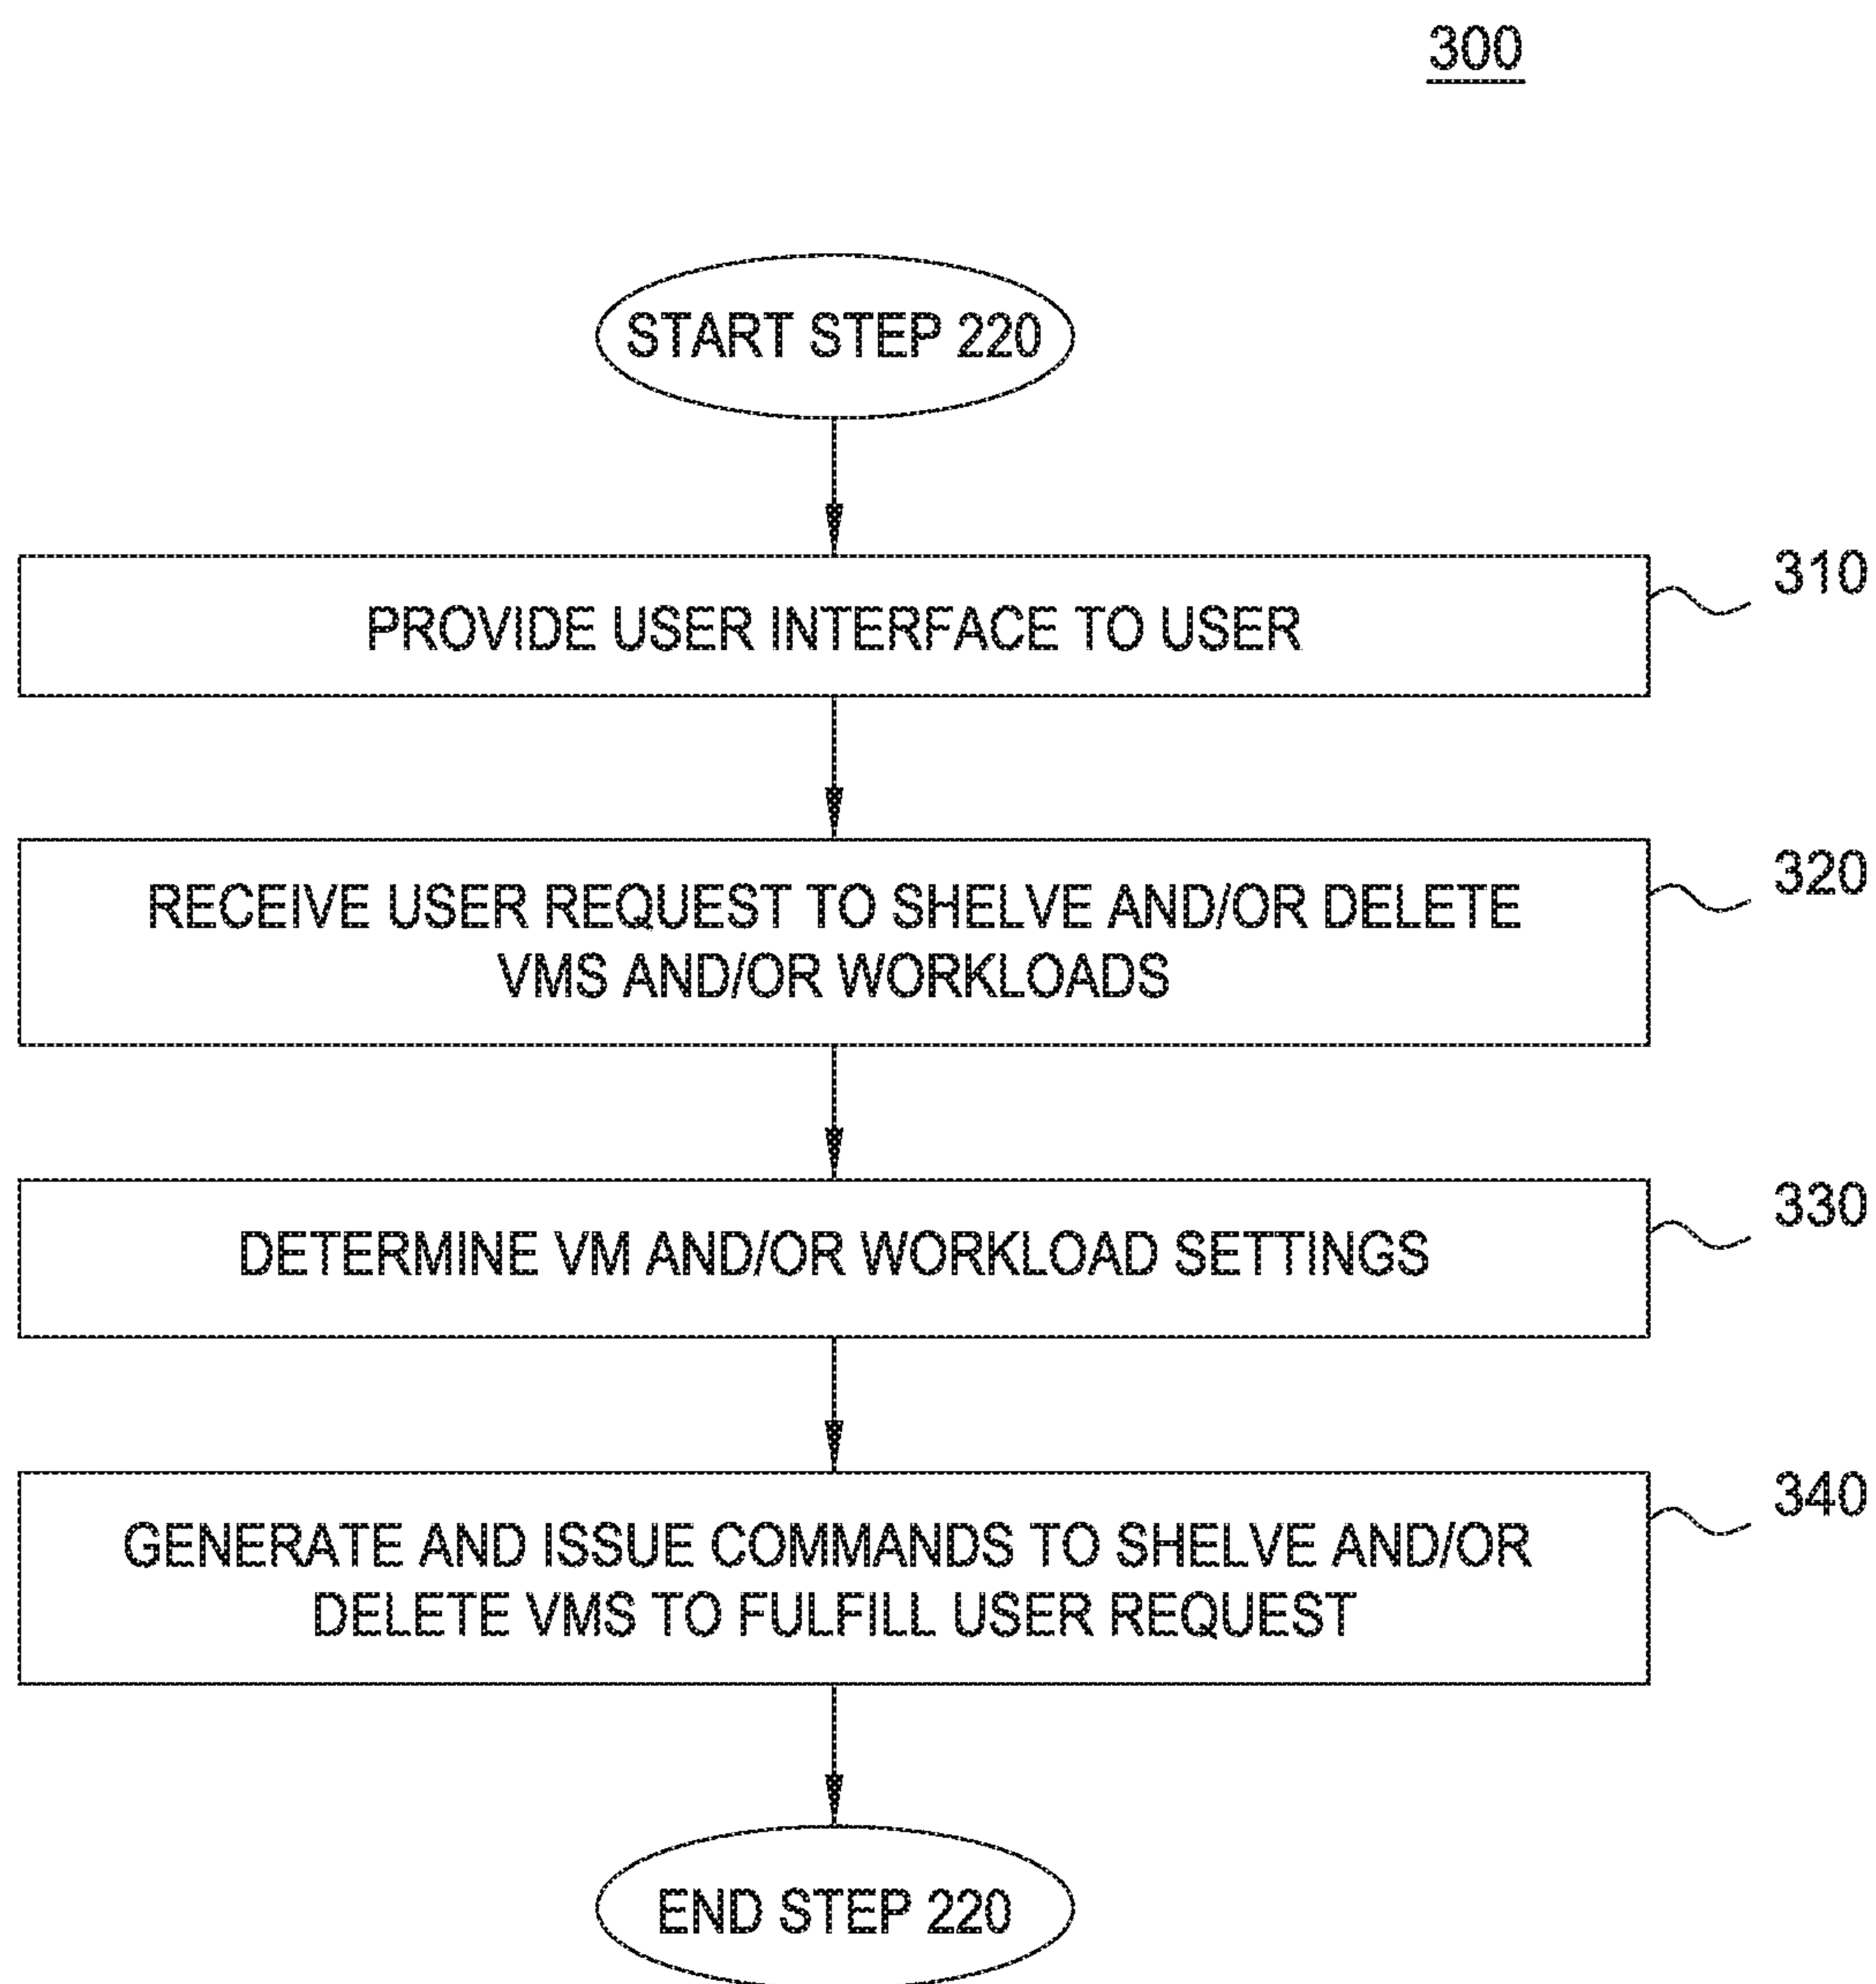 300
START STEP 220
PROVIDE USER INTERFACE TO USER
310
RECEIVE USER REQUEST TO SHELVE AND/OR DELETE
VMS AND/OR WORKLOADS
320
DETERMINE VM AND/OR WORKLOAD SETTINGS
330
GENERATE AND ISSUE COMMANDS TO SHELVE AND/OR
DELETE VMS TO FULFILL USER REQUEST
340
END STEP 220